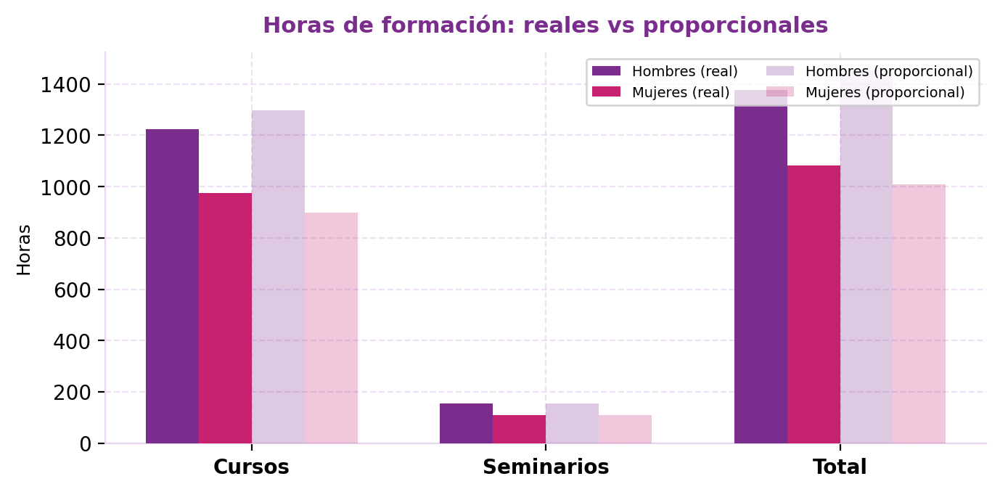 Horas de formación: reales vs proporcionales
Hombres (real)
Mujeres (real)
Hombres (proporcional)
Mujeres (proporcional)
Horas
1400
1200
1000
800
600
400
200
0
Cursos
Seminarios
Total